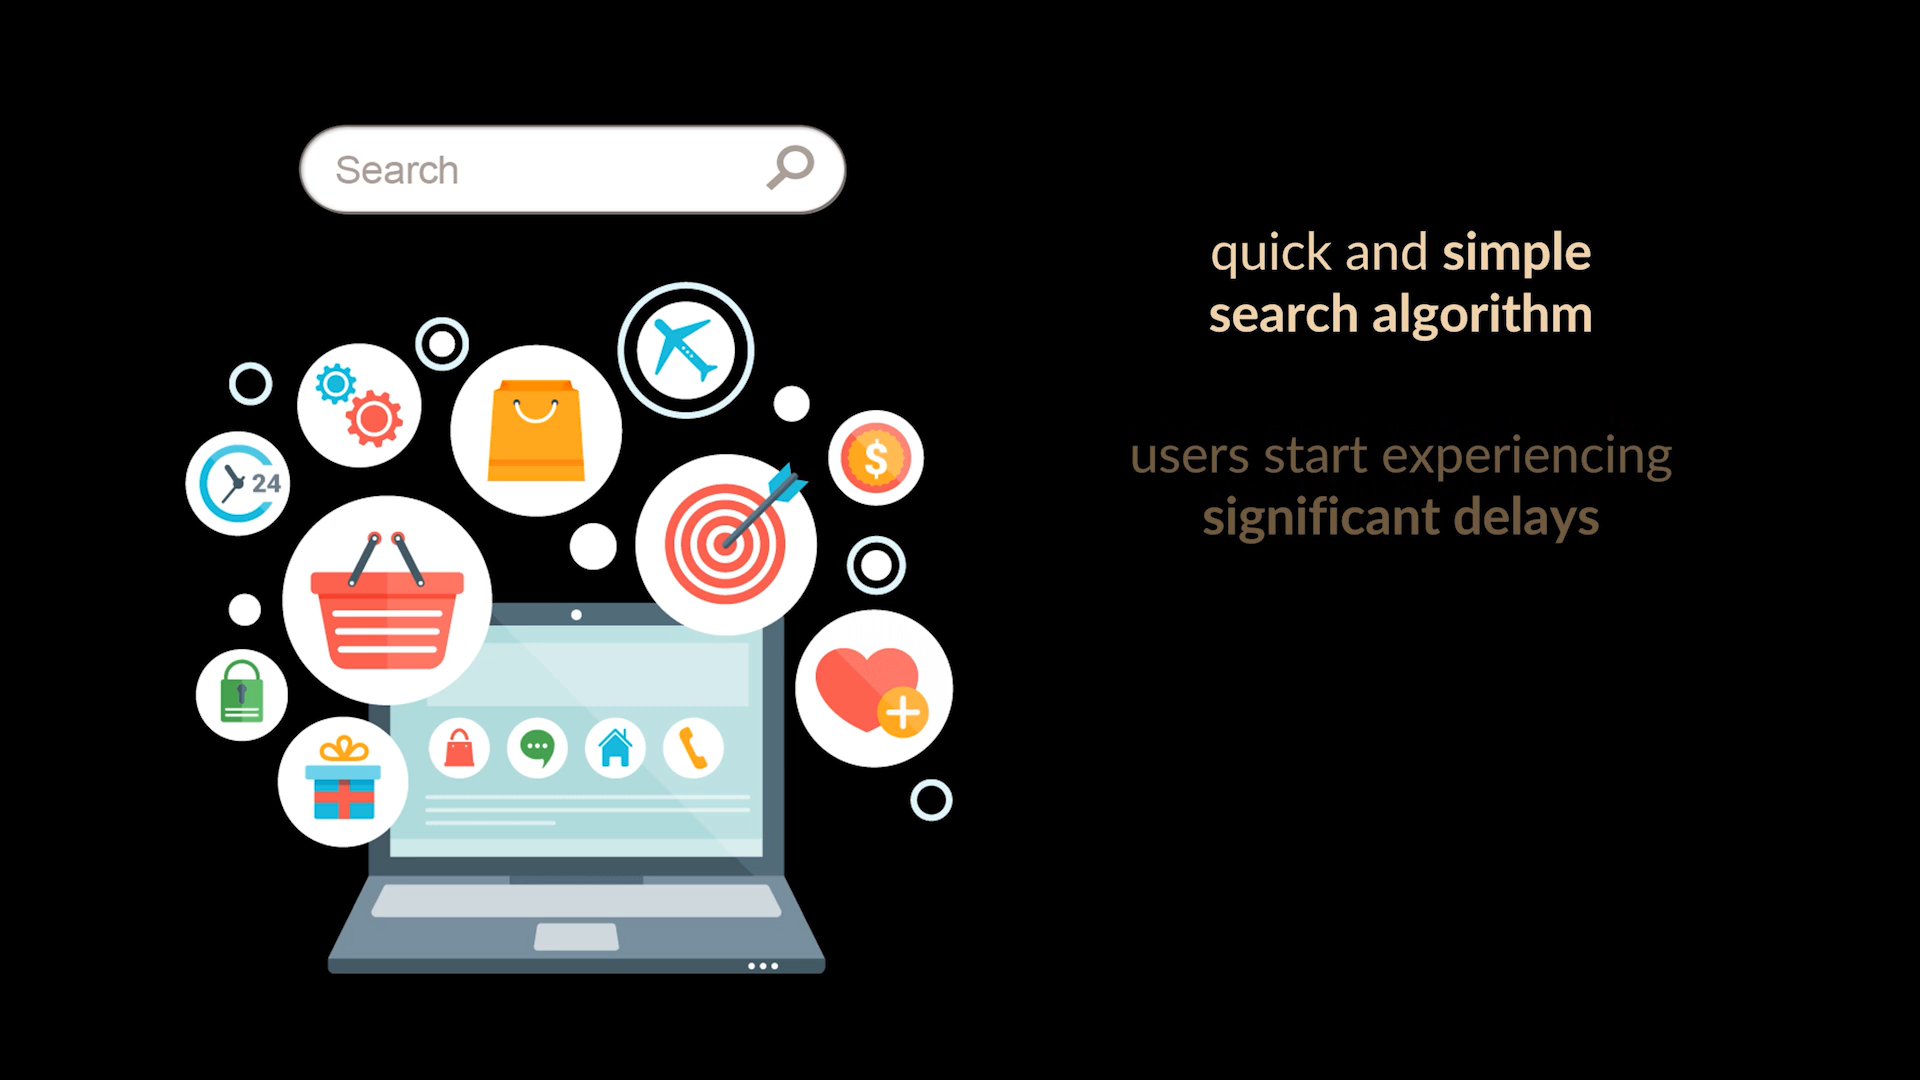 Search
quick and simple
search algorithm
$
24
users start experiencing
significant delays